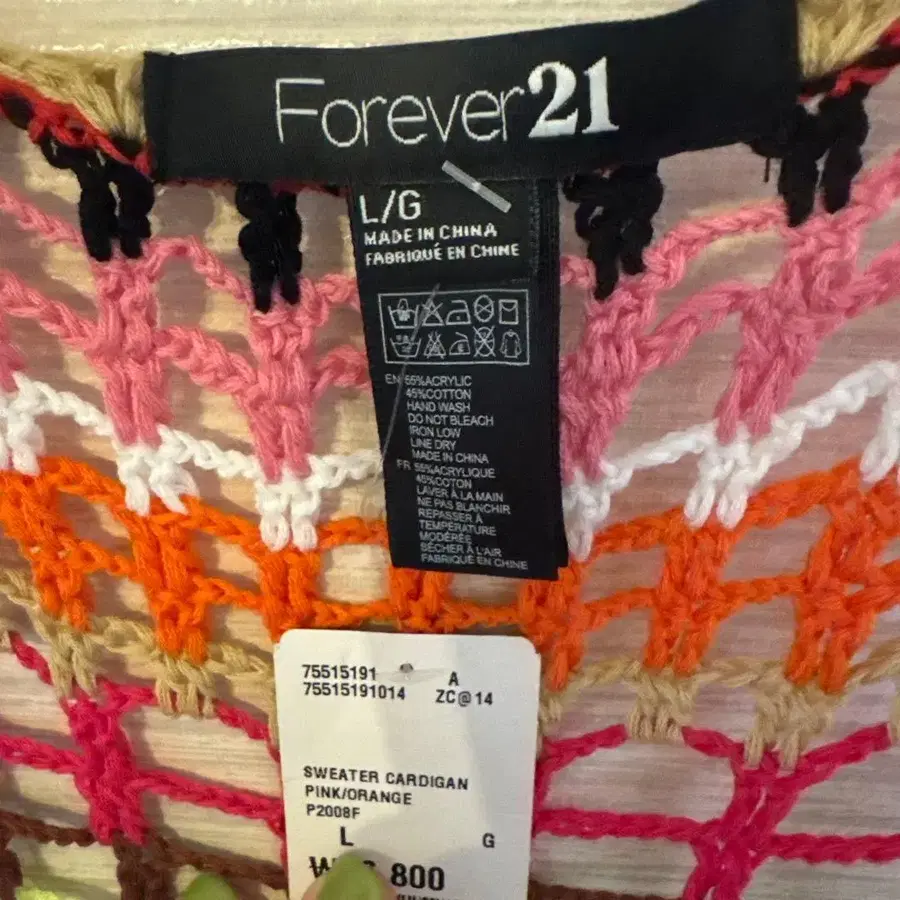 Forever21
L/G
MADE IN CHINA
FABRIQUÉ EN CHINE
EN 55%ACRYLIC
45%COTTON
HAND WASH
DO NOT BLEACH
IRON LOW
LINE DRY
MADE IN CHINA
FR 55%ACRYLIQUE
45%COTON
LAVER À LA MAIN
NE PAS BLANCHIR
REPASSER À
TEMPÉRATURE
MODÉRÉE
SÉCHER À L'AIR
FABRIQUÉ EN CHINE
75515191 A
75515191014 ZC@14
SWEATER CARDIGAN
PINK/ORANGE
P2008F
L G
800